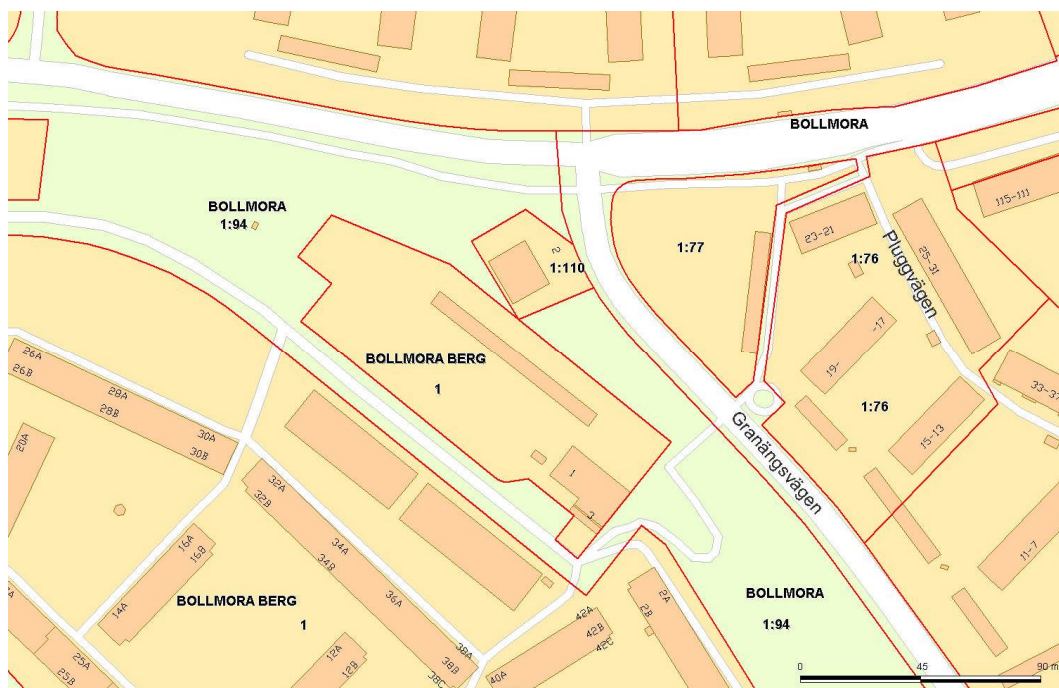 BOLLMORA
115-111
BOLLMORA
1:94
23-21
25-31
Pluggvägen
1:77
1:76
2
1:110
-17
19-
26A
26B
28A
28B
30A
30B
BOLLMORA BERG
1
33-37
1:76
15-13
20A
Granängsvägen
1
3
32A
32B
34A
34B
36A
38A
38B
38C
16A
16B
14A
11-7
2A
2B
BOLLMORA
1:94
BOLLMORA BERG
1
42A
42B
42C
40A
12A
12B
25A
25B
0 45 90 m